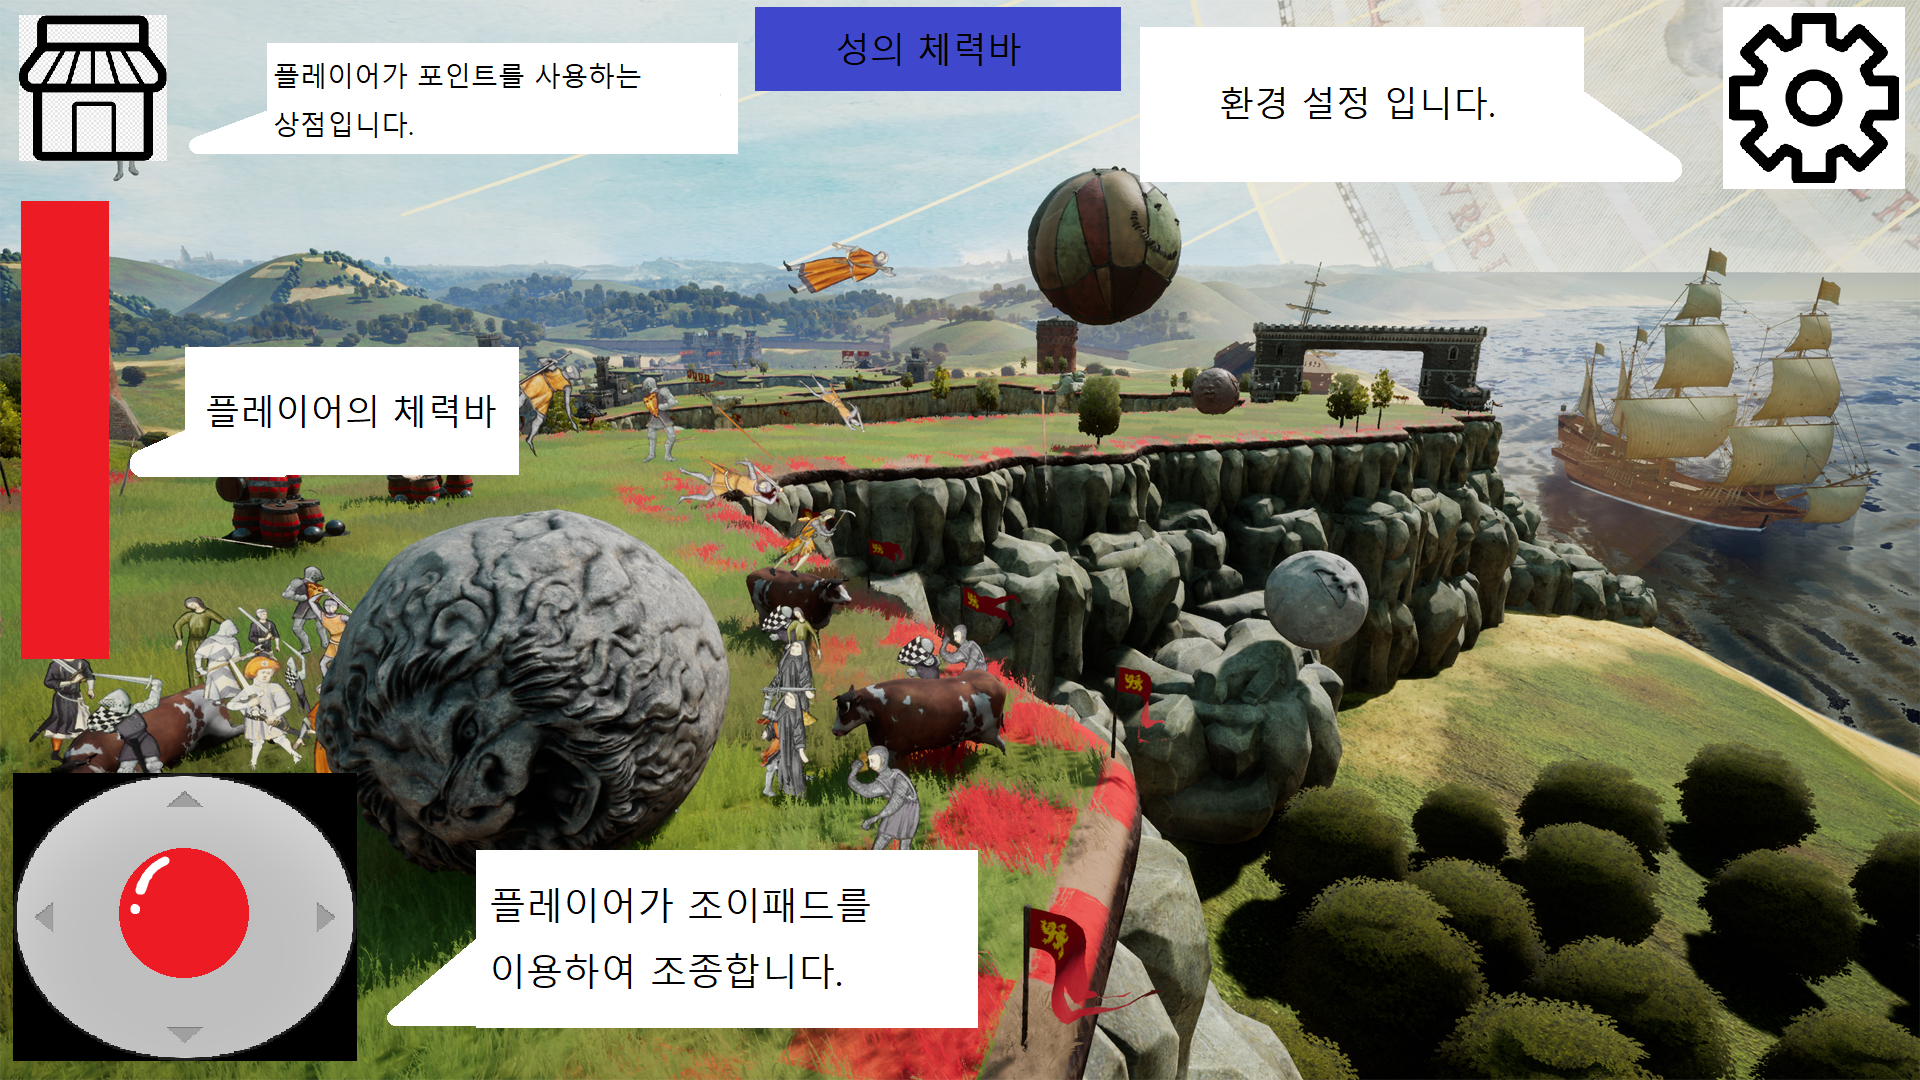 성의 체력바
플레이어가 포인트를 사용하는
상점입니다.
환경 설정 입니다.
플레이어의 체력바
플레이어가 조이패드를
이용하여 조종합니다.